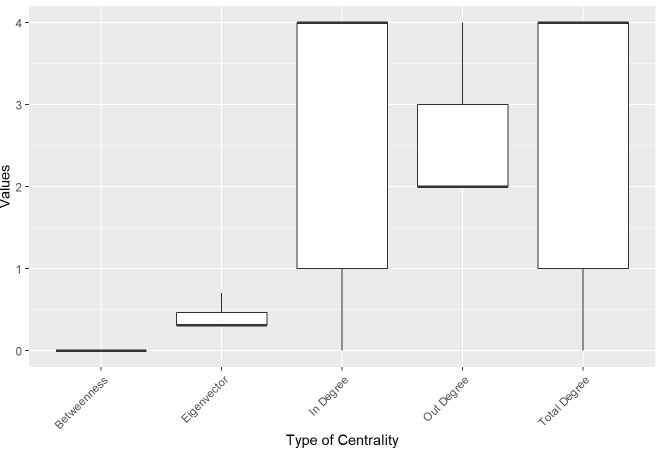 Values
4
3
2
1
0
Betweenness
Eigenvector
In Degree
Out Degree
Total Degree
Type of Centrality